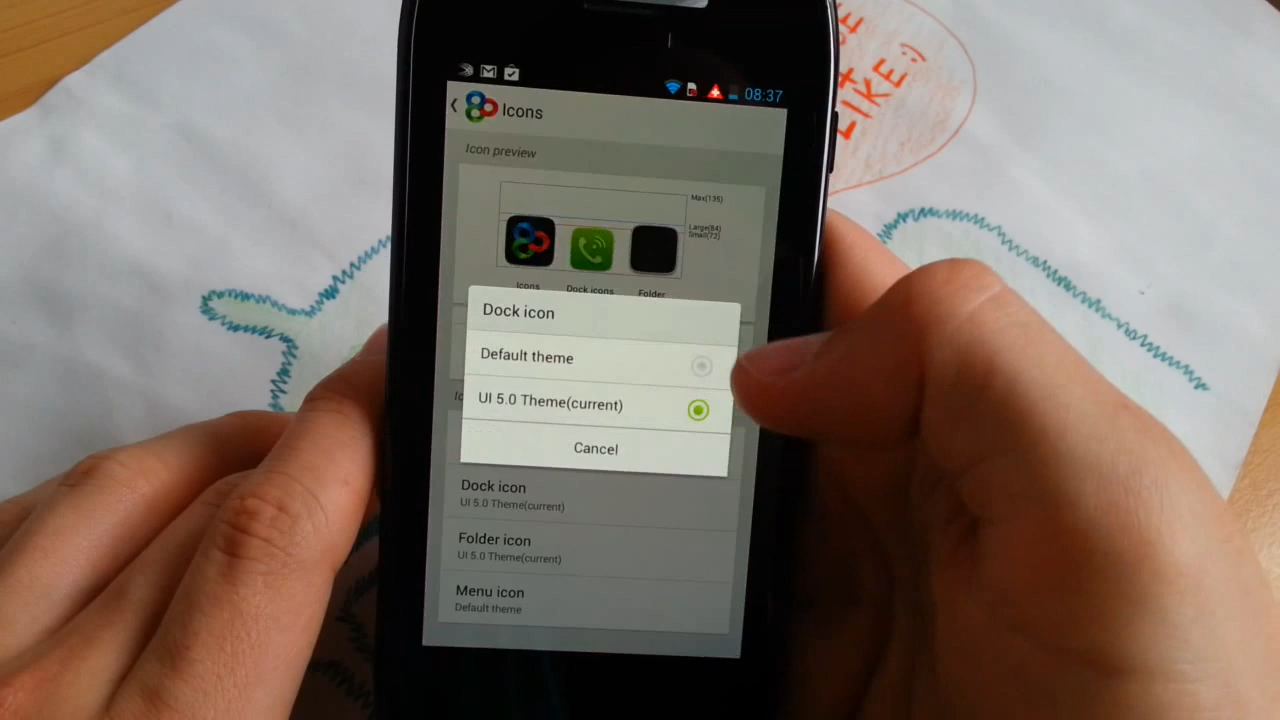 +
LIKE :)
08:37
Icons
Icon preview
Max(135)
Large(84)
Small(72)
Icons
Dock icons
Folder
Dock icon
Default theme
UI 5.0 Theme(current)
Cancel
Dock icon
UI 5.0 Theme(current)
Folder icon
UI 5.0 Theme(current)
Menu icon
Default theme